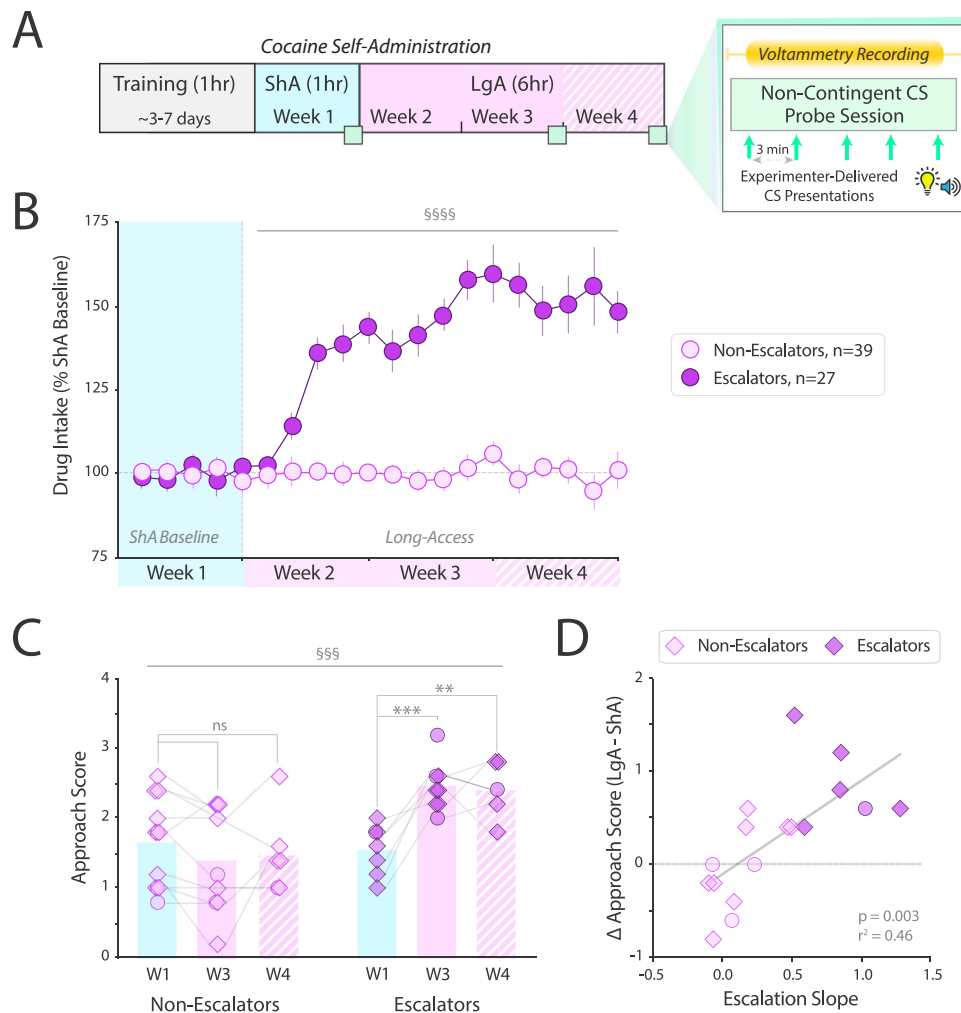 A
Cocaine Self-Administration
Training (1hr)
~3-7 days
ShA (1hr)
Week 1
LgA (6hr)
Week 2
Week 3
Week 4
Voltammetry Recording
Non-Contingent CS
Probe Session
3 min
Experimenter-Delivered
CS Presentations
B
§§§§
175
150
125
100
75
Drug Intake (% ShA Baseline)
ShA Baseline
Long-Access
Week 1
Week 2
Week 3
Week 4
Non-Escalators, n=39
Escalators, n=27
C
§§§
ns
***
**
4
3
2
1
0
Approach Score
W1
W3
W4
W1
W3
W4
Non-Escalators
Escalators
D
Non-Escalators
Escalators
2
1
0
-1
Δ Approach Score (LgA - ShA)
p = 0.003
r² = 0.46
-0.5
0.0
0.5
1.0
1.5
Escalation Slope